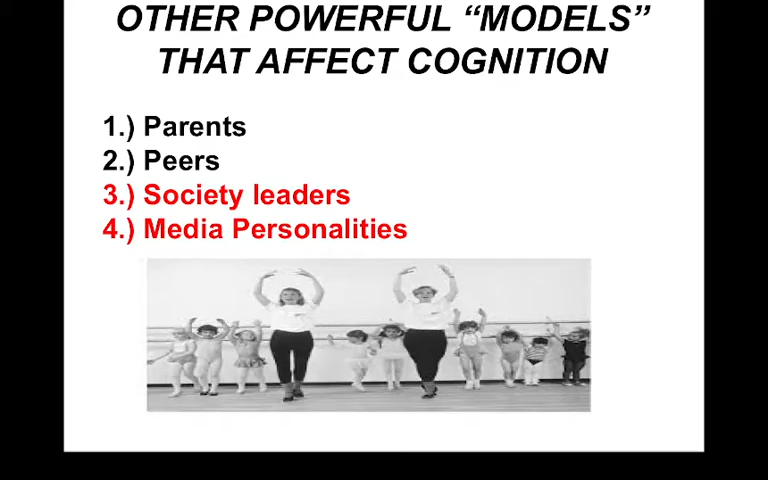 OTHER POWERFUL “MODELS”
THAT AFFECT COGNITION
1.) Parents
2.) Peers
3.) Society leaders
4.) Media Personalities